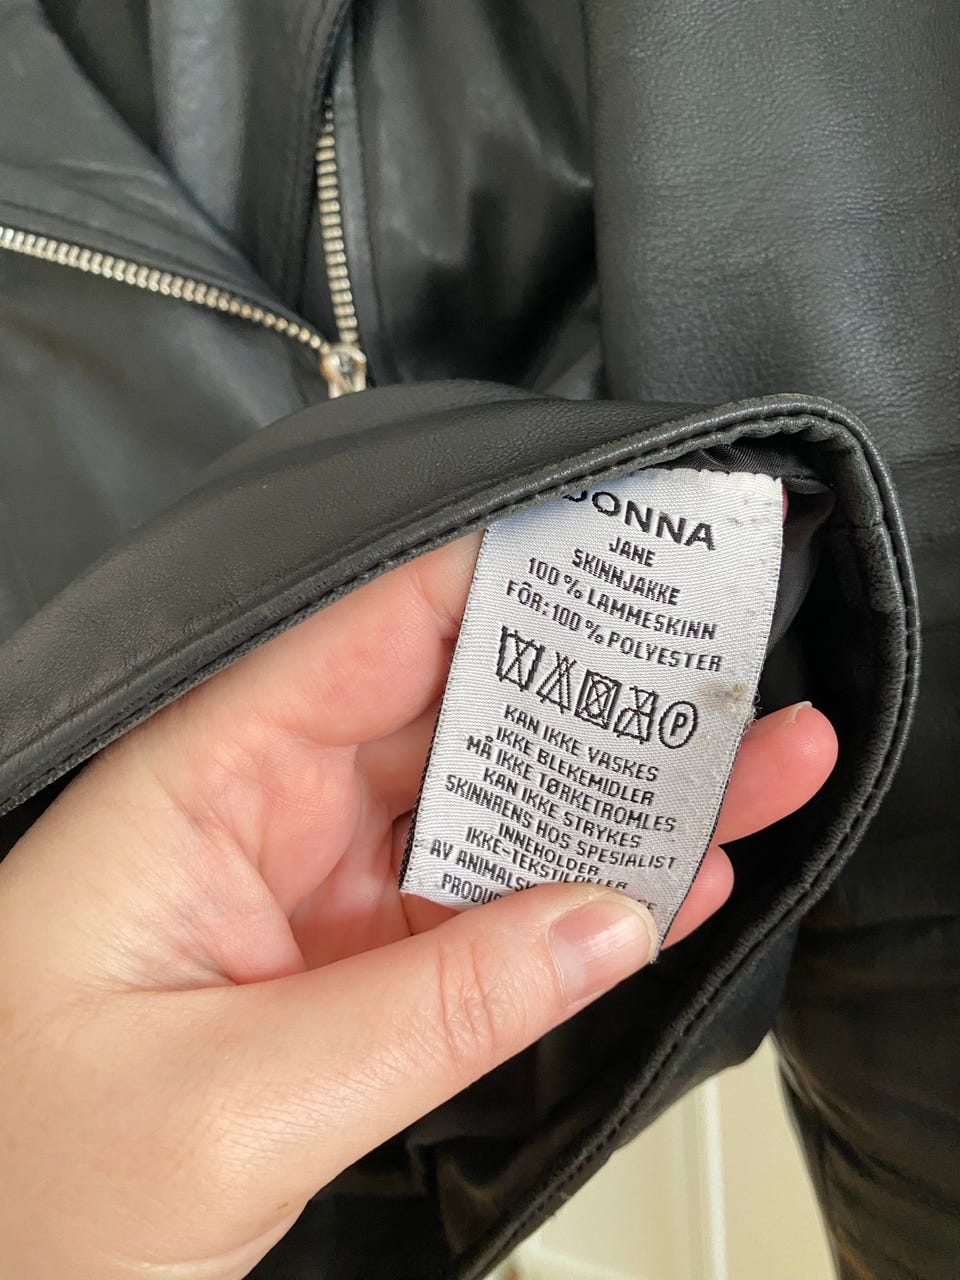 DONNA
JANE
SKINNJAKKE
100 % LAMMESKINN
FÔR: 100 % POLYESTER
P
KAN IKKE VASKES
IKKE BLEKEMIDLER
MÅ IKKE TØRKETROMLES
KAN IKKE STRYKES
SKINNRENS HOS SPESIALIST
INNEHOLDER
IKKE-TEKSTILDELER
AV ANIMALSK